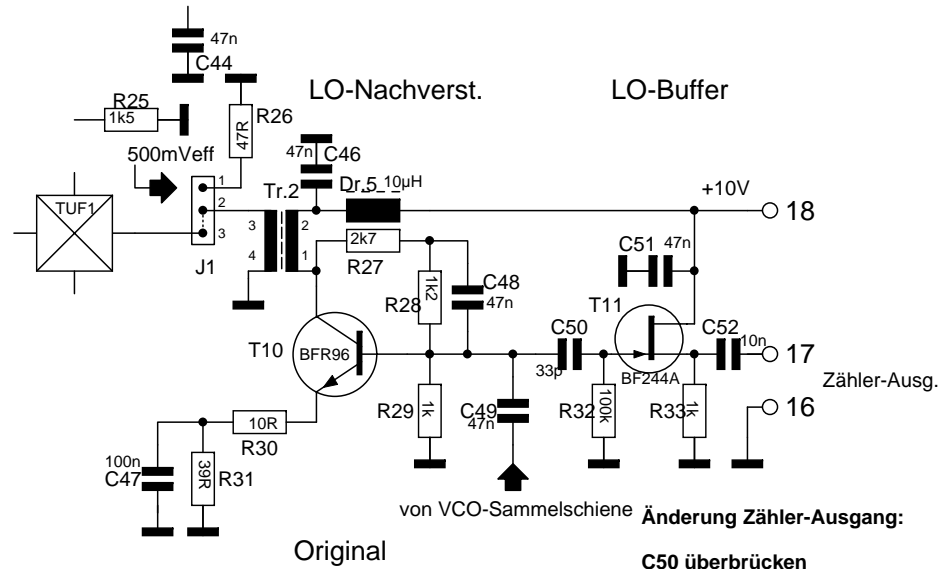 47n
C44
LO-Nachverst.
LO-Buffer
R25
1k5
R26
47R
500mVeff
47n
C46
Tr.2
Dr.5
10µH
+10V
18
TUF1
1
2
3
J1
3
4
2
1
2k7
R27
C51
47n
R28
1k2
C48
47n
T11
C50
C52
10n
17
T10
BFR96
33p
BF244A
Zähler-Ausg.
R29
1k
C49
47n
R32
100k
R33
1k
16
10R
R30
100n
C47
39R
R31
von VCO-Sammelschiene
Änderung Zähler-Ausgang:
Original
C50 überbrücken